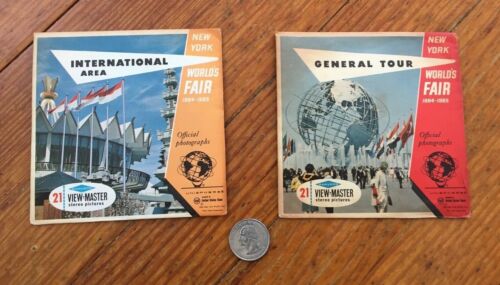 INTERNATIONAL
AREA
NEW
YORK
WORLD'S
FAIR
1964-1965
Official
photographs
21
VIEW-MASTER
stereo pictures
GENERAL TOUR
NEW
YORK
WORLD'S
FAIR
1964-1965
Official
photographs
21
VIEW-MASTER
stereo pictures